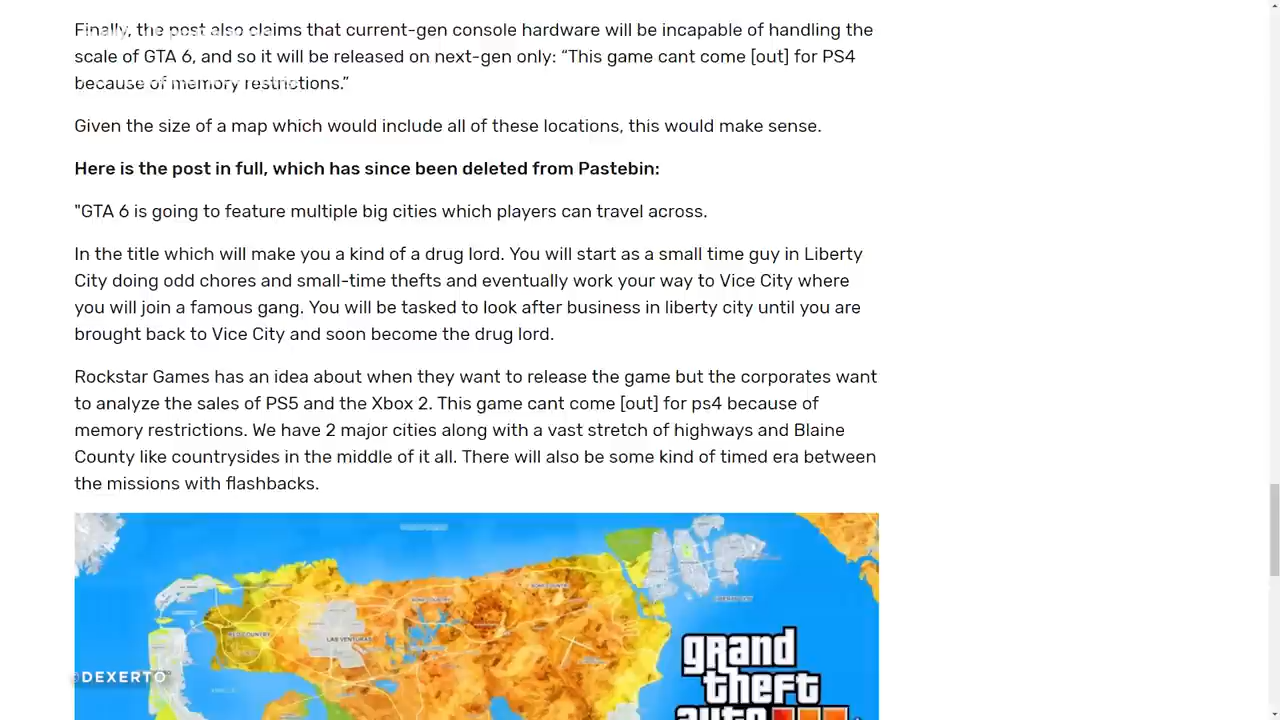 Finally, the post also claims that current-gen console hardware will be incapable of handling the
scale of GTA 6, and so it will be released on next-gen only: “This game cant come [out] for PS4
because of memory restrictions.”
Given the size of a map which would include all of these locations, this would make sense.
Here is the post in full, which has since been deleted from Pastebin:
"GTA 6 is going to feature multiple big cities which players can travel across.
In the title which will make you a kind of a drug lord. You will start as a small time guy in Liberty
City doing odd chores and small-time thefts and eventually work your way to Vice City where
you will join a famous gang. You will be tasked to look after business in liberty city until you are
brought back to Vice City and soon become the drug lord.
Rockstar Games has an idea about when they want to release the game but the corporates want
to analyze the sales of PS5 and the Xbox 2. This game cant come [out] for ps4 because of
memory restrictions. We have 2 major cities along with a vast stretch of highways and Blaine
County like countrysides in the middle of it all. There will also be some kind of timed era between
the missions with flashbacks.
LAS VENTURAS
grand
theft
auto
DEXERTO